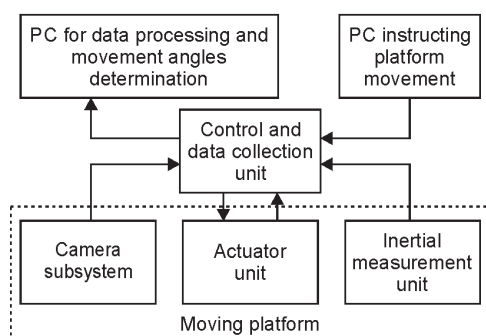 PC for data processing and
movement angles
determination
PC instructing
platform
movement
Control and
data collection
unit
Camera
subsystem
Actuator
unit
Inertial
measurement
unit
Moving platform